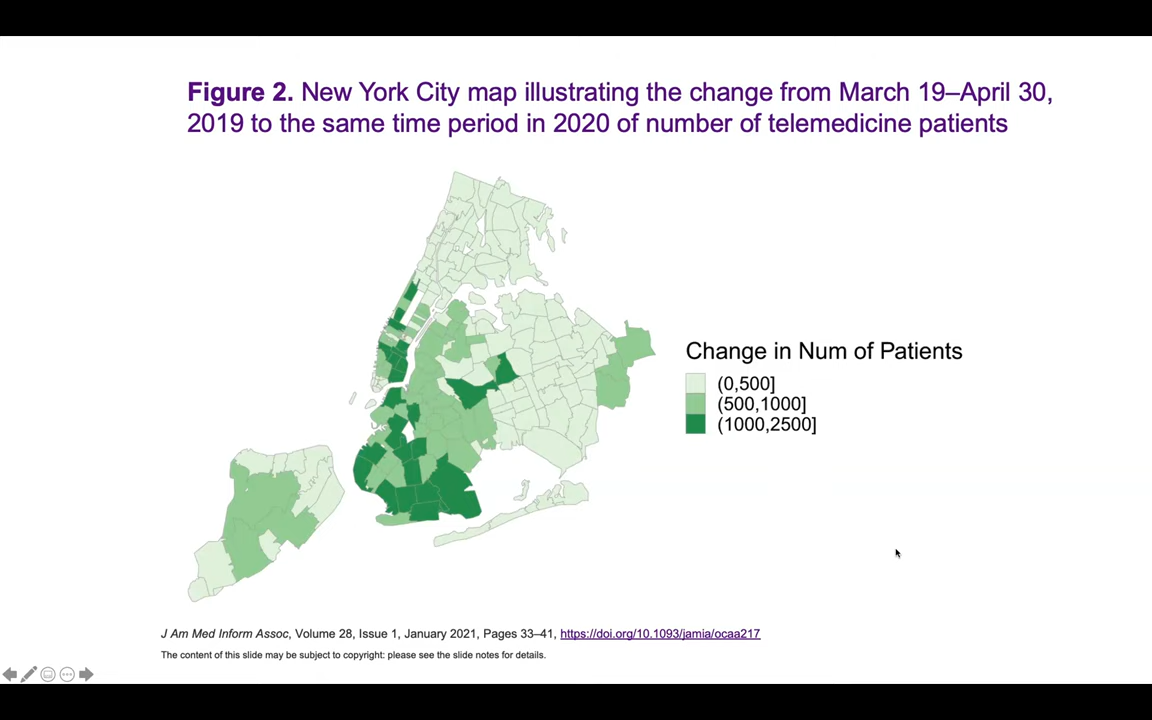 Figure 2. New York City map illustrating the change from March 19–April 30,
2019 to the same time period in 2020 of number of telemedicine patients
Change in Num of Patients
(0,500]
(500,1000]
(1000,2500]
J Am Med Inform Assoc, Volume 28, Issue 1, January 2021, Pages 33–41, https://doi.org/10.1093/jamia/ocaa217
The content of this slide may be subject to copyright: please see the slide notes for details.